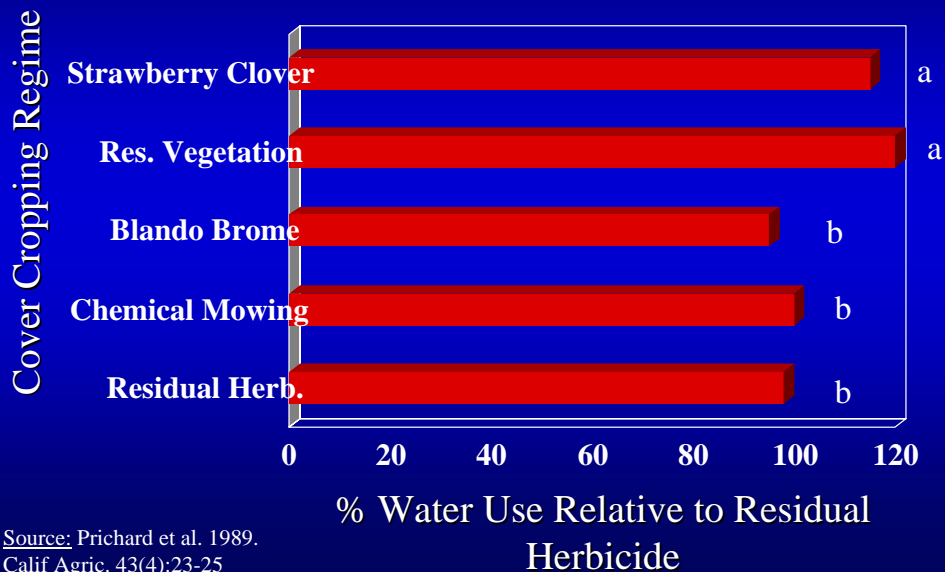 Cover Cropping Regime
Strawberry Clover
a
Res. Vegetation
a
Blando Brome
b
Chemical Mowing
b
Residual Herb.
b
0 20 40 60 80 100 120
% Water Use Relative to Residual
Herbicide
Source: Prichard et al. 1989.
Calif Agric. 43(4):23-25